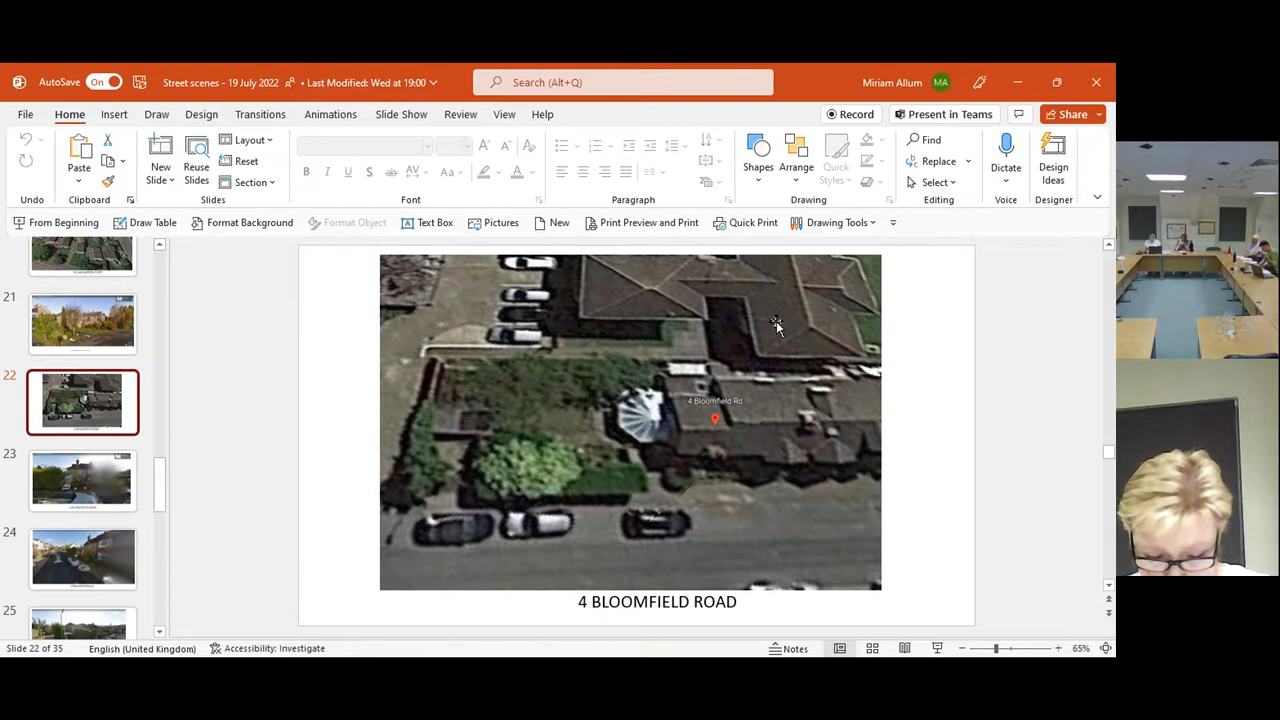 AutoSave On Street scenes - 19 July 2022 • Last Modified: Wed at 19:00 Search (Alt+Q) Miriam Allum MA
File Home Insert Draw Design Transitions Animations Slide Show Review View Help Record Present in Teams Share
Undo
Paste
Clipboard
New Slide
Reuse Slides
Layout
Reset
Section
Slides
B I U S ab AV Aa A
Font
Paragraph
Shapes
Arrange
Quick Styles
Drawing
Find
Replace
Select
Editing
Dictate
Voice
Design Ideas
Designer
From Beginning Draw Table Format Background Format Object Text Box Pictures New Print Preview and Print Quick Print Drawing Tools
21
22
23
24
25
4 Bloomfield Rd
4 BLOOMFIELD ROAD
Slide 22 of 35 English (United Kingdom) Accessibility: Investigate Notes 65%